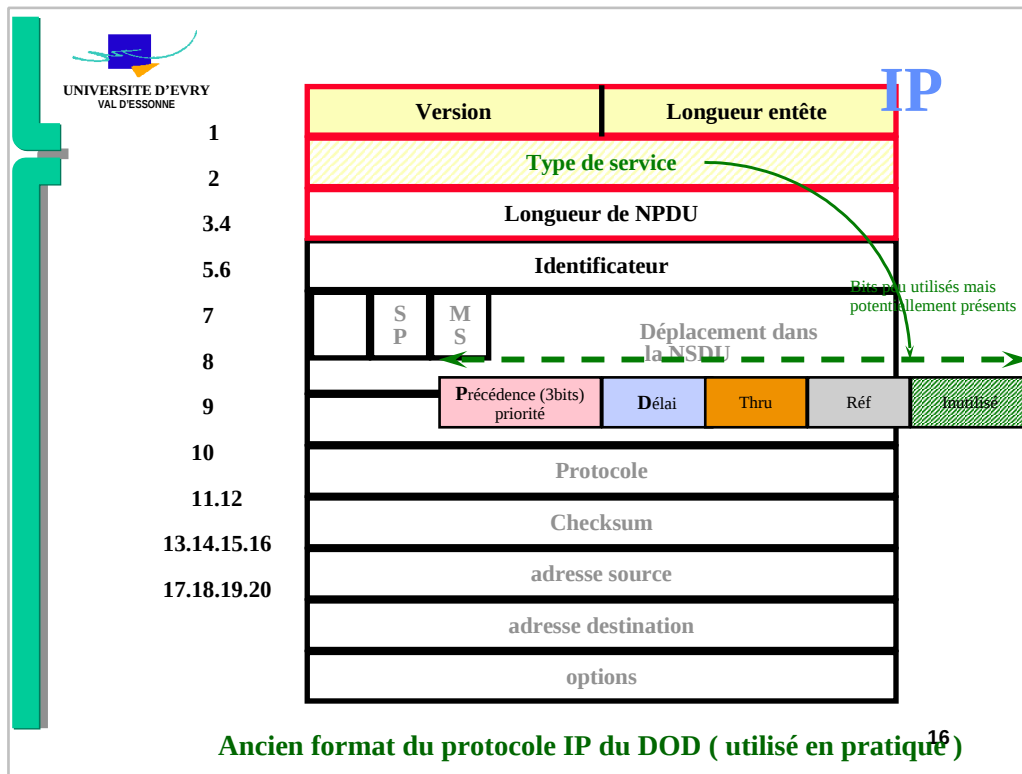 UNIVERSITE D'EVRY
VAL D'ESSONNE
IP
1
Version
Longueur entête
2
Type de service
3.4
Longueur de NPDU
5.6
Identificateur
Bits peu utilisés mais
potentiellement présents
7
S
P
M
S
Déplacement dans
la NSDU
8
9
Précédence (3bits)
priorité
Délai
Thru
Réf
Inutilisé
10
Protocole
11.12
Checksum
13.14.15.16
adresse source
17.18.19.20
adresse destination
options
Ancien format du protocole IP du DOD ( utilisé en pratique )
16